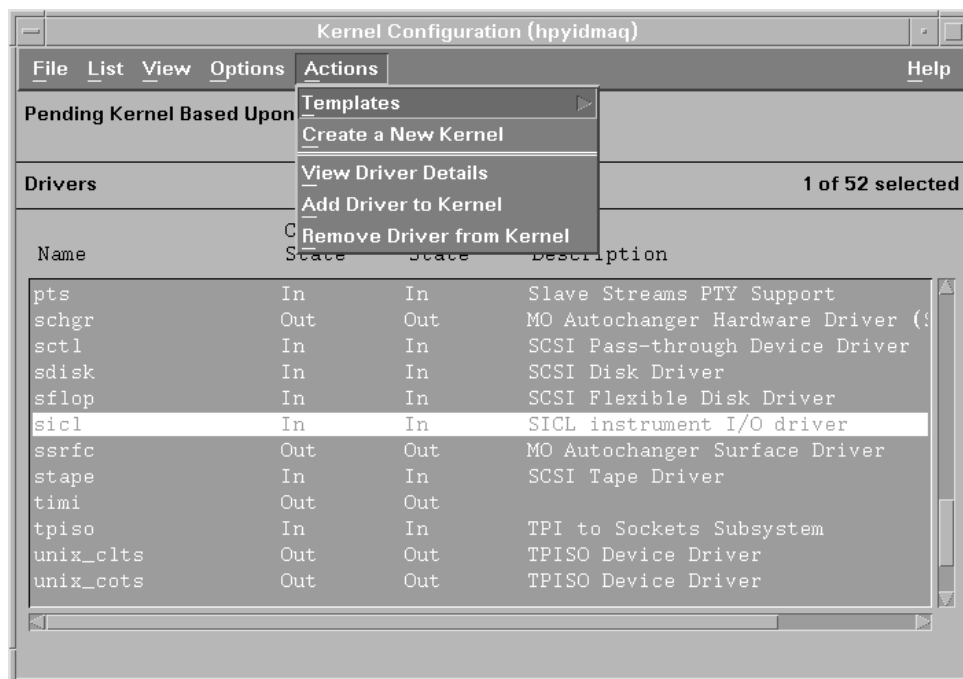 Kernel Configuration (hpyidmaq)
File List View Options Actions Help
Pending Kernel Based Upon
Templates
Create a New Kernel
View Driver Details
Add Driver to Kernel
Remove Driver from Kernel
Drivers 1 of 52 selected
Name State State Description
pts In In Slave Streams PTY Support
schgr Out Out MO Autochanger Hardware Driver (
sctl In In SCSI Pass-through Device Driver
sdisk In In SCSI Disk Driver
sflop In In SCSI Flexible Disk Driver
sicl In In SICL instrument I/O driver
ssrfc Out Out MO Autochanger Surface Driver
stape In In SCSI Tape Driver
timi Out Out
tpiso In In TPI to Sockets Subsystem
unix_clts Out Out TPISO Device Driver
unix_cots Out Out TPISO Device Driver